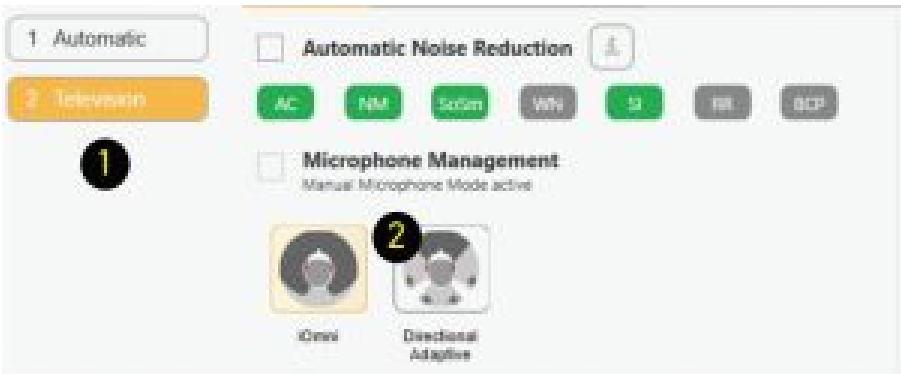 1 Automatic
2 Television
1
Automatic Noise Reduction
AC NM SoSm WN SI RR BCP
Microphone Management
Manual Microphone Mode active
2
iOmni
Directional
Adaptive